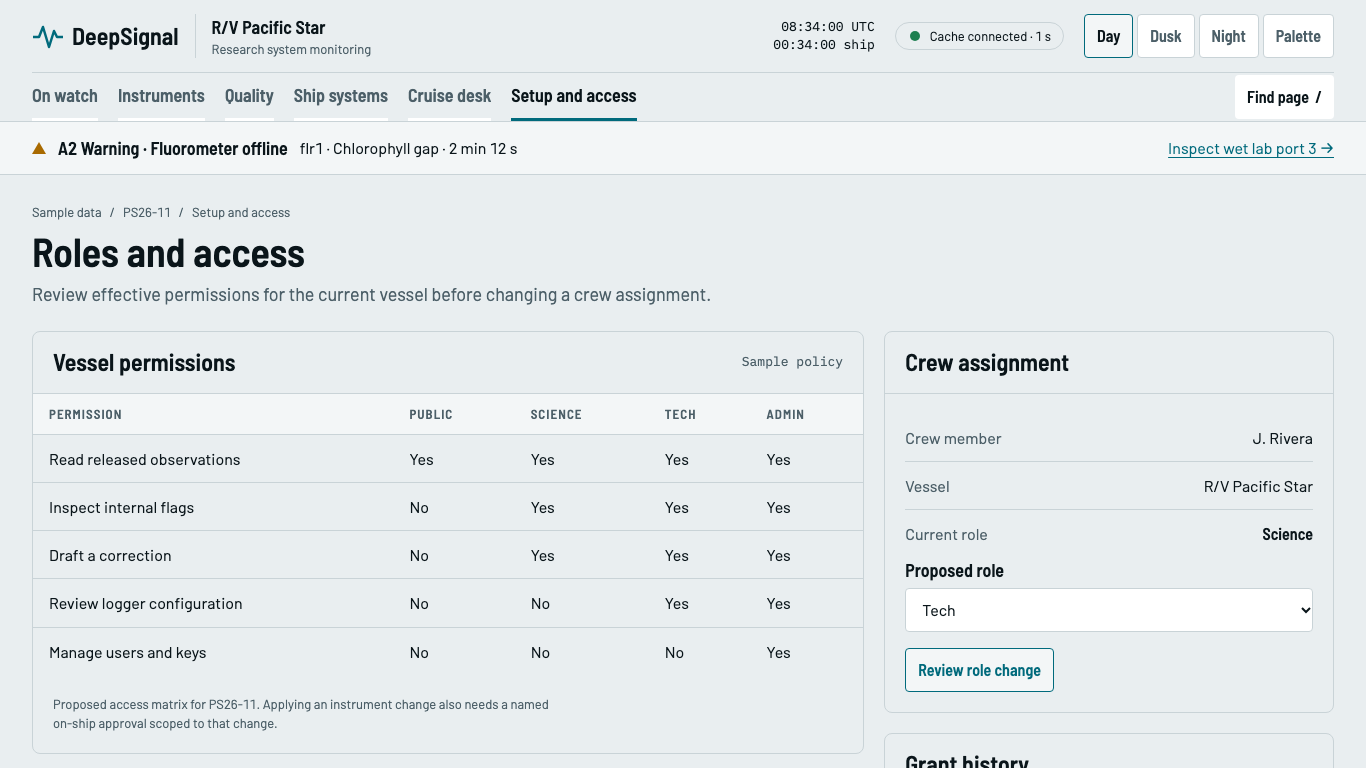 DeepSignal
R/V Pacific Star
Research system monitoring
08:34:00 UTC
00:34:00 ship
Cache connected · 1 s
Day
Dusk
Night
Palette
On watch
Instruments
Quality
Ship systems
Cruise desk
Setup and access
Find page /
A2 Warning · Fluorometer offline
flr1 · Chlorophyll gap · 2 min 12 s
Inspect wet lab port 3 →
Sample data / PS26-11 / Setup and access
Roles and access
Review effective permissions for the current vessel before changing a crew assignment.
Vessel permissions
Sample policy
PERMISSION PUBLIC SCIENCE TECH ADMIN
Read released observations Yes Yes Yes Yes
Inspect internal flags No Yes Yes Yes
Draft a correction No Yes Yes Yes
Review logger configuration No No Yes Yes
Manage users and keys No No No Yes
Proposed access matrix for PS26-11. Applying an instrument change also needs a named
on-ship approval scoped to that change.
Crew assignment
Crew member J. Rivera
Vessel R/V Pacific Star
Current role Science
Proposed role
Tech
Review role change
Grant history